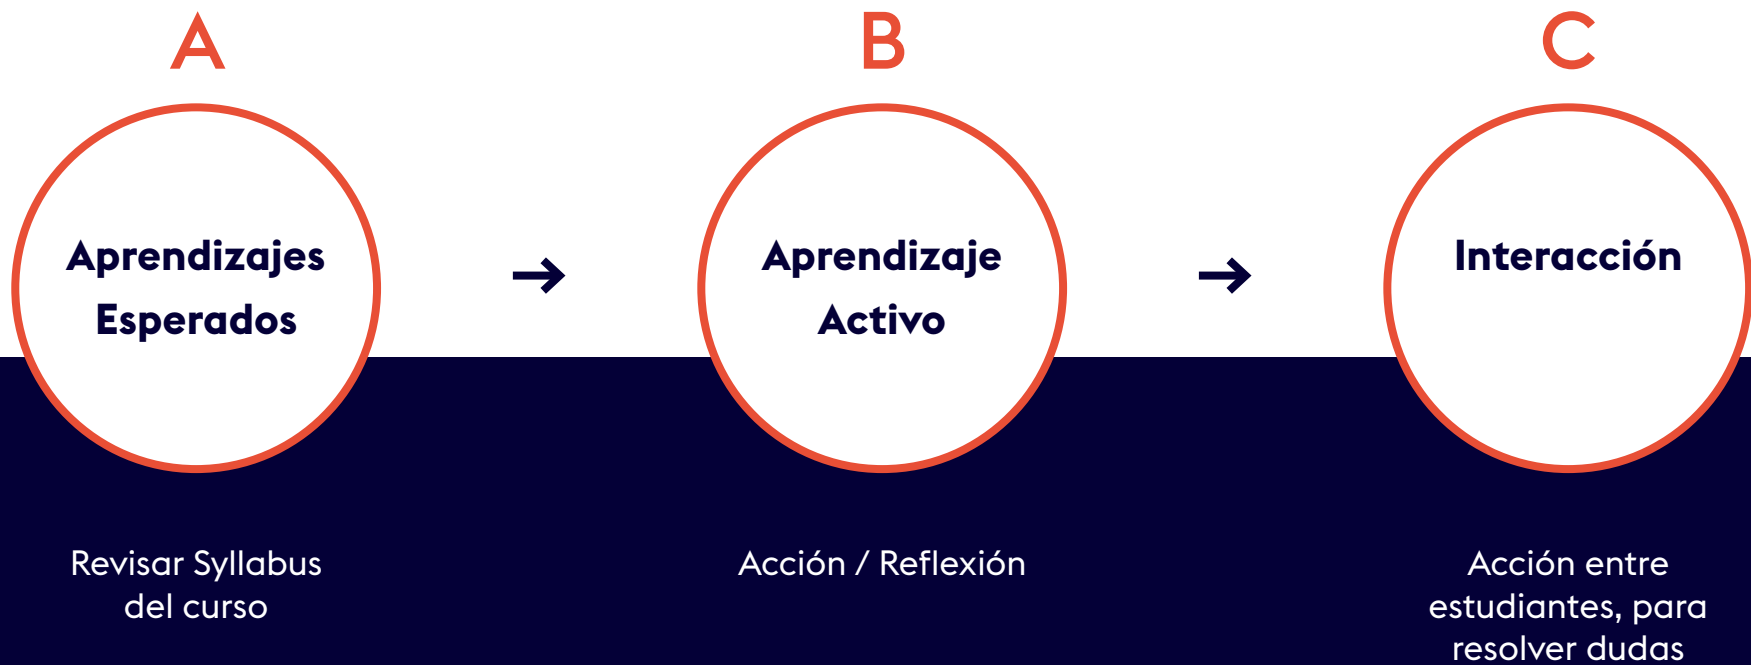 A
B
C
Aprendizajes
Esperados
→
Aprendizaje
Activo
→
Interacción
Revisar Syllabus
del curso
Acción / Reflexión
Acción entre
estudiantes, para
resolver dudas